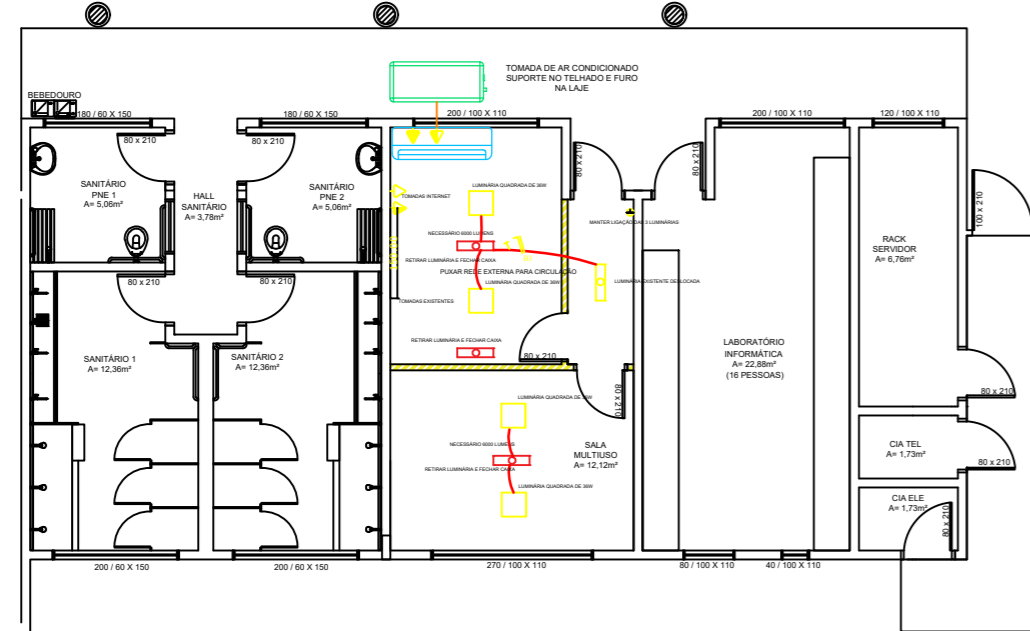 TOMADA DE AR CONDICIONADO
SUPORTE NO TELHADO E FURO
NA LAJE
BEBEDOURO
180 / 60 X 150
180 / 60 X 150
200 / 100 X 110
200 / 100 X 110
120 / 100 X 110
80 x 210
80 x 210
80 x 210
80 x 210
100 x 210
SANITÁRIO
PNE 1
A= 5,06m²
HALL
SANITÁRIO
A= 3,78m²
SANITÁRIO
PNE 2
A= 5,06m²
TOMADAS INTERNET
LUMINÁRIA QUADRADA DE 36W
NECESSÁRIO 6000 LUMENS
RETIRAR LUMINÁRIA E FECHAR CAIXA
PUXAR REDE EXTERNA PARA CIRCULAÇÃO
LUMINÁRIA QUADRADA DE 36W
TOMADAS EXISTENTES
RETIRAR LUMINÁRIA E FECHAR CAIXA
MANTER LIGAÇÃO DAS 3 LUMINÁRIAS
LUMINÁRIA EXISTENTE DESLOCADA
RACK
SERVIDOR
A= 6,76m²
80 x 210
80 x 210
SANITÁRIO 1
A= 12,36m²
SANITÁRIO 2
A= 12,36m²
80 x 210
80 x 210
LABORATÓRIO
INFORMÁTICA
A= 22,88m²
(16 PESSOAS)
80 x 210
LUMINÁRIA QUADRADA DE 36W
NECESSÁRIO 6000 LUMENS
RETIRAR LUMINÁRIA E FECHAR CAIXA
LUMINÁRIA QUADRADA DE 36W
SALA
MULTIUSO
A= 12,12m²
CIA TEL
A= 1,73m²
80 x 210
CIA ELE
A= 1,73m²
80 x 210
200 / 60 X 150
200 / 60 X 150
270 / 100 X 110
80 / 100 X 110
40 / 100 X 110